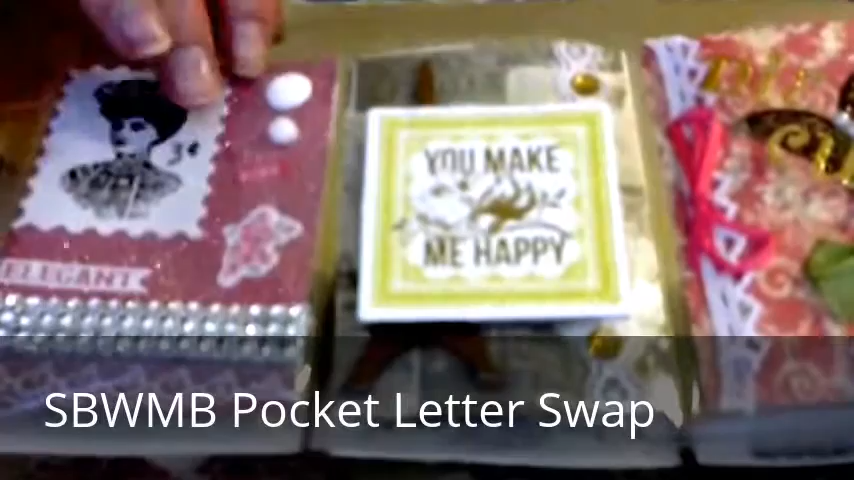 3¢
ELEGANT
YOU MAKE
ME HAPPY
SBWMB Pocket Letter Swap